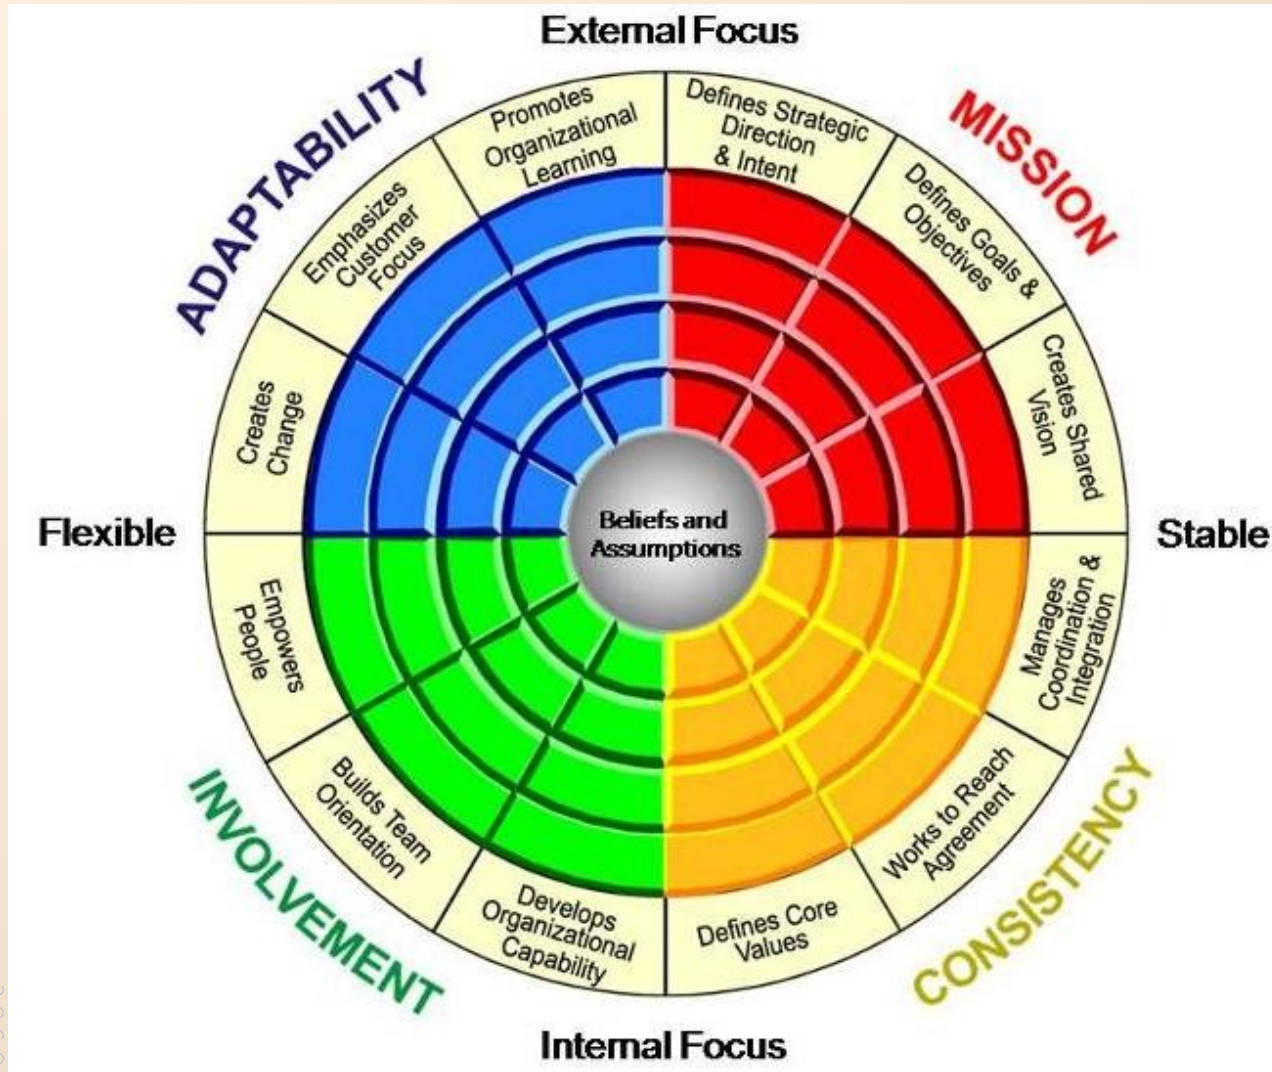 External Focus
ADAPTABILITY
MISSION
Promotes
Organizational
Learning
Defines Strategic
Direction
& Intent
Emphasizes
Customer
Focus
Defines Goals &
Objectives
Creates
Change
Creates Shared
Vision
Flexible
Beliefs and
Assumptions
Stable
Empowers
People
Manages
Coordination &
Integration
Builds Team
Orientation
Works to Reach
Agreement
Develops
Organizational
Capability
Defines Core
Values
INVOLVEMENT
CONSISTENCY
Internal Focus